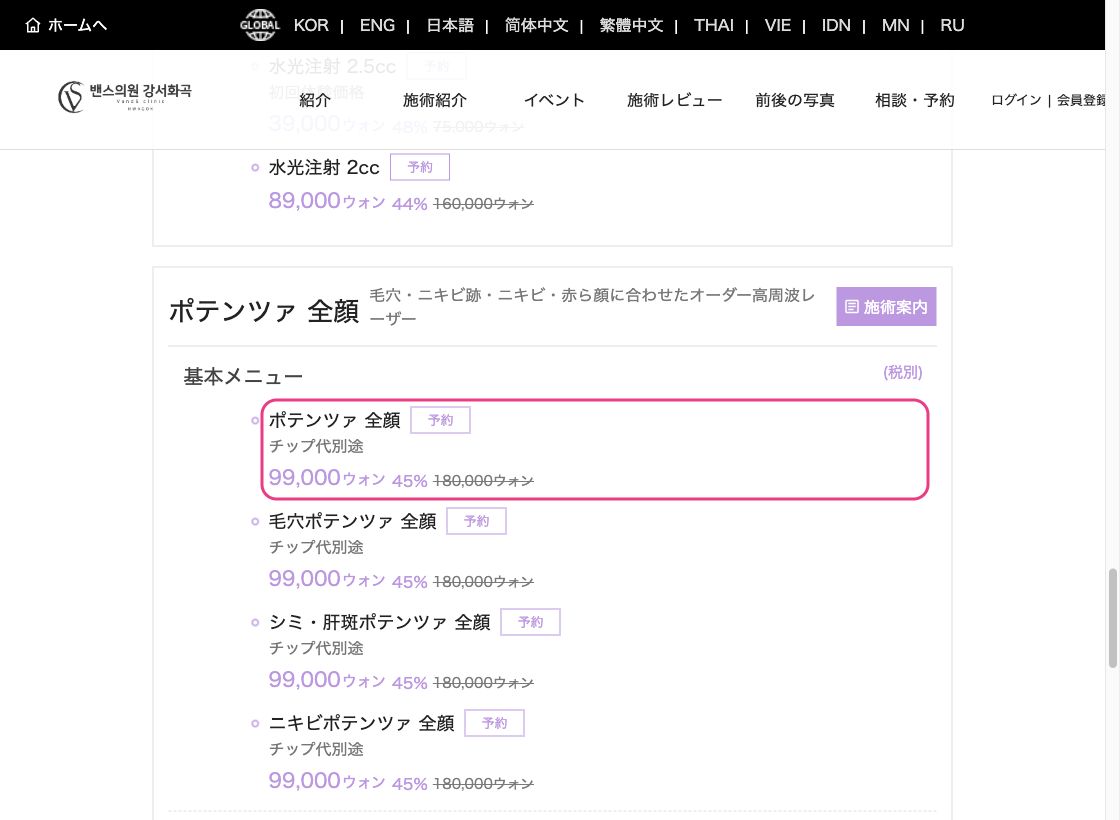 ホームへ
GLOBAL KOR | ENG | 日本語 | 简体中文 | 繁體中文 | THAI | VIE | IDN | MN | RU
水光注射 2.5cc 予約
밴스의원 강서화곡
Vands clinic
紹介 施術紹介 イベント 施術レビュー 前後の写真 相談・予約 ログイン | 会員登録
39,000ウォン 48% 75,000ウォン
水光注射 2cc 予約
89,000ウォン 44% 160,000ウォン
ポテンツァ 全顔
毛穴・ニキビ跡・ニキビ・赤ら顔に合わせたオーダー高周波レ
ーザー
施術案内
基本メニュー
(税別)
ポテンツァ 全顔 予約
チップ代別途
99,000ウォン 45% 180,000ウォン
毛穴ポテンツァ 全顔 予約
チップ代別途
99,000ウォン 45% 180,000ウォン
シミ・肝斑ポテンツァ 全顔 予約
チップ代別途
99,000ウォン 45% 180,000ウォン
ニキビポテンツァ 全顔 予約
チップ代別途
99,000ウォン 45% 180,000ウォン